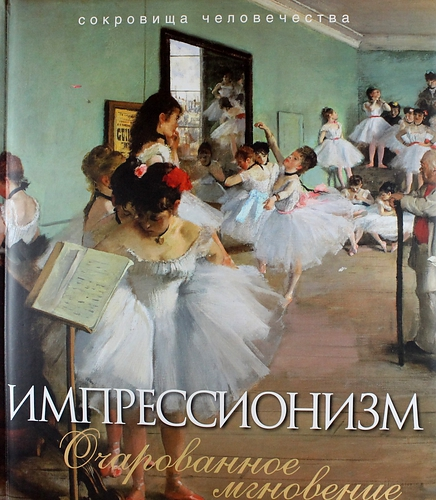 сокровища человечества
ИМПРЕССИОНИЗМ
Очарованное
мгновение